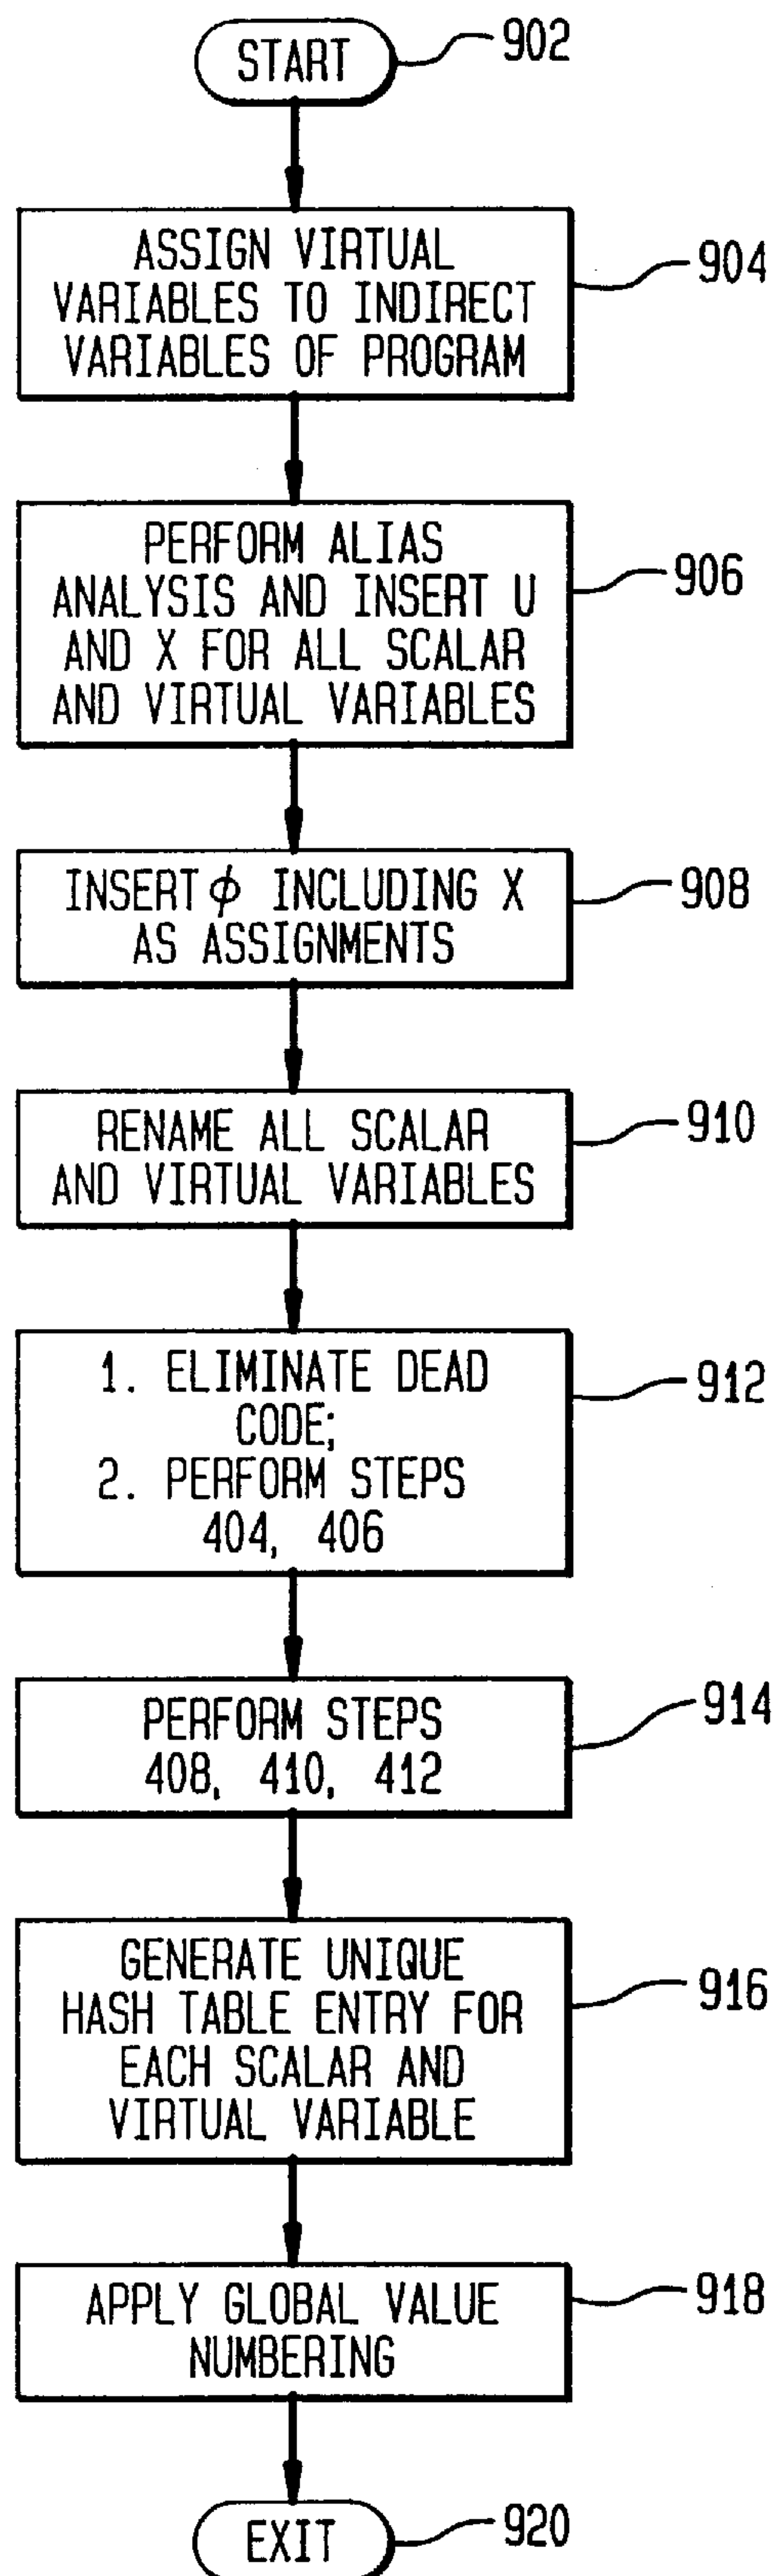 START
902
ASSIGN VIRTUAL
VARIABLES TO INDIRECT
VARIABLES OF PROGRAM
904
PERFORM ALIAS
ANALYSIS AND INSERT U
AND X FOR ALL SCALAR
AND VIRTUAL VARIABLES
906
INSERT ϕ INCLUDING X
AS ASSIGNMENTS
908
RENAME ALL SCALAR
AND VIRTUAL VARIABLES
910
1. ELIMINATE DEAD
CODE;
2. PERFORM STEPS
404, 406
912
PERFORM STEPS
408, 410, 412
914
GENERATE UNIQUE
HASH TABLE ENTRY FOR
EACH SCALAR AND
VIRTUAL VARIABLE
916
APPLY GLOBAL VALUE
NUMBERING
918
EXIT
920